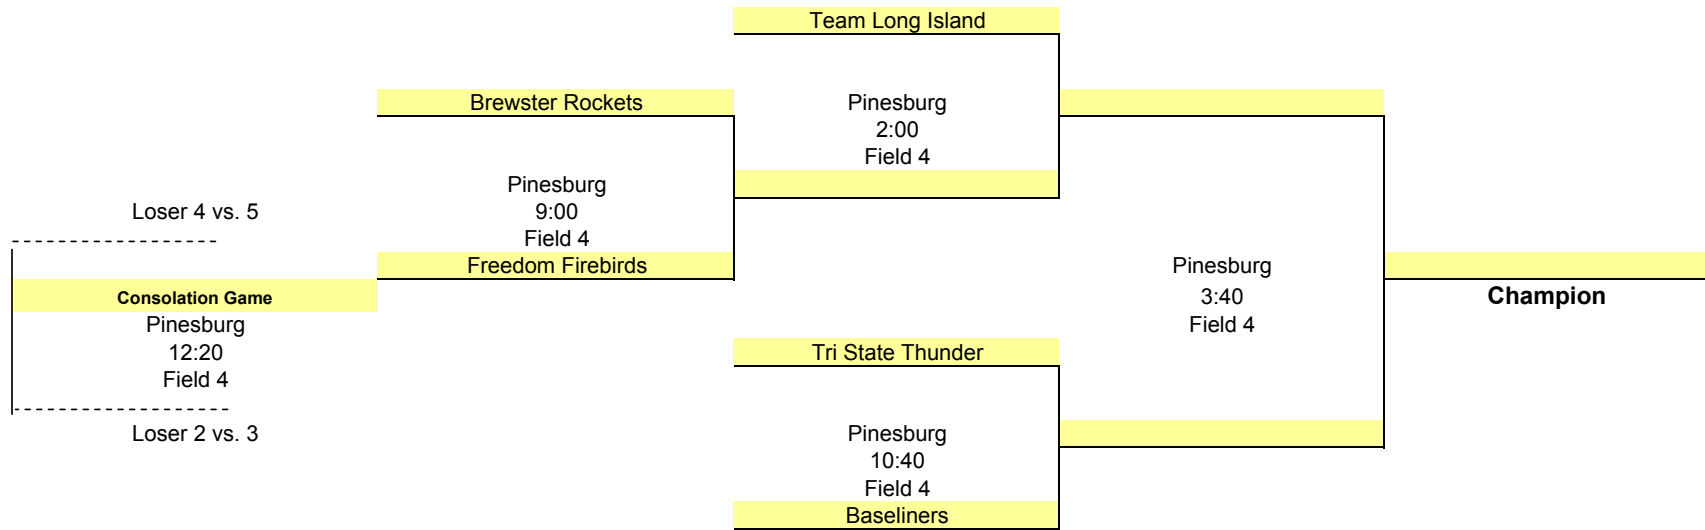 Team Long Island
Brewster Rockets
Pinesburg
2:00
Field 4
Pinesburg
9:00
Field 4
Loser 4 vs. 5
Freedom Firebirds
Pinesburg
3:40
Field 4
Champion
Consolation Game
Pinesburg
12:20
Field 4
Tri State Thunder
Loser 2 vs. 3
Pinesburg
10:40
Field 4
Baseliners